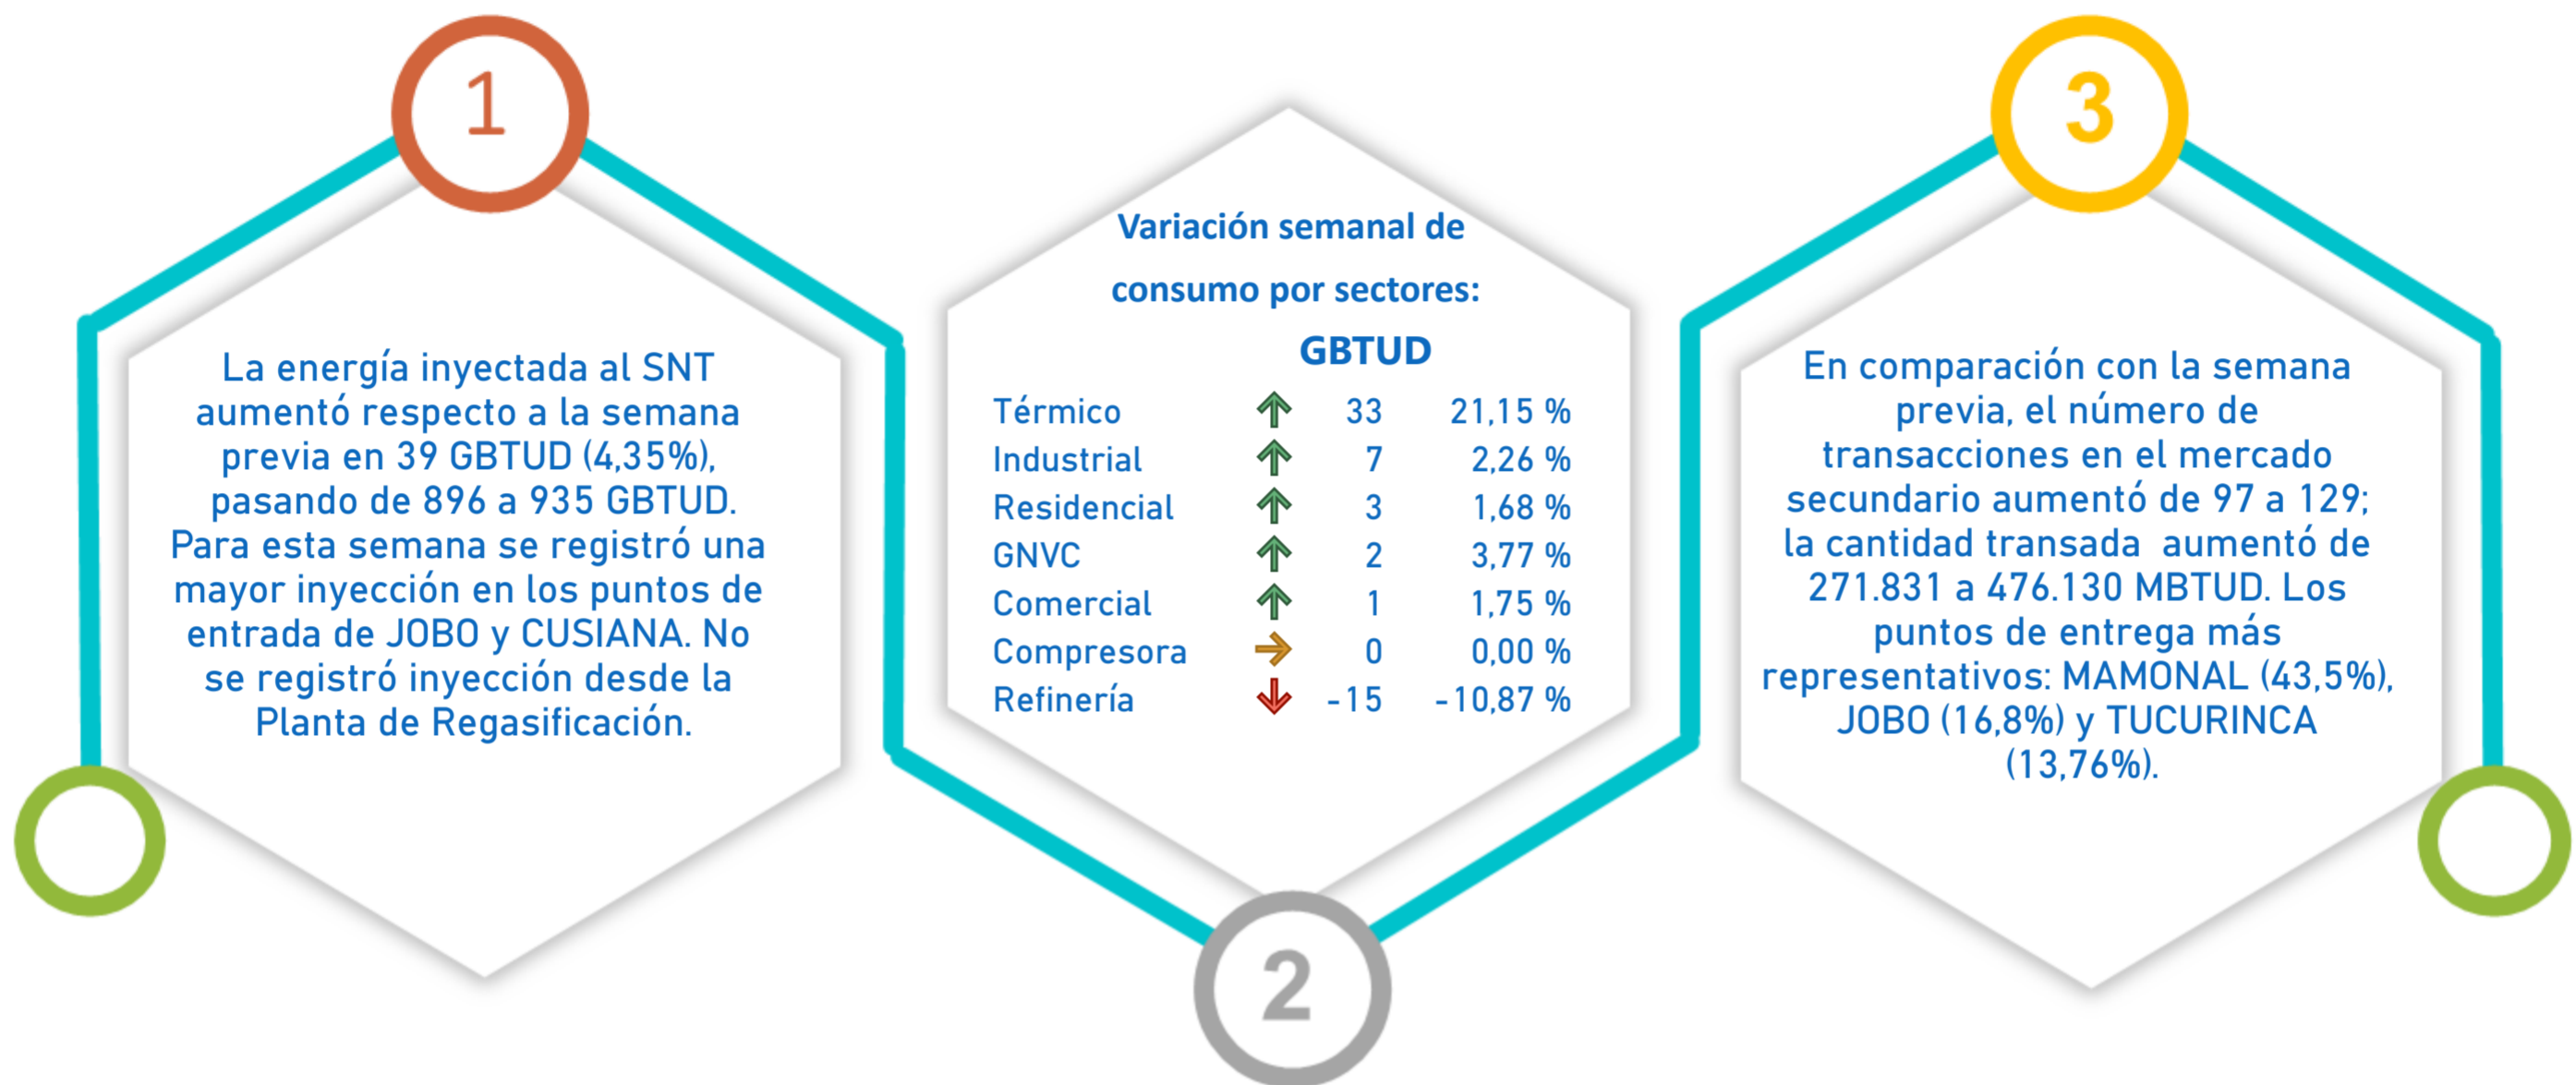 1
La energía inyectada al SNT
aumentó respecto a la semana
previa en 39 GBTUD (4,35%),
pasando de 896 a 935 GBTUD.
Para esta semana se registró una
mayor inyección en los puntos de
entrada de JOBO y CUSIANA. No
se registró inyección desde la
Planta de Regasificación.
Variación semanal de
consumo por sectores:
GBTUD
Térmico 33 21,15 %
Industrial 7 2,26 %
Residencial 3 1,68 %
GNVC 2 3,77 %
Comercial 1 1,75 %
Compresora 0 0,00 %
Refinería -15 -10,87 %
2
3
En comparación con la semana
previa, el número de
transacciones en el mercado
secundario aumentó de 97 a 129;
la cantidad transada aumentó de
271.831 a 476.130 MBTUD. Los
puntos de entrega más
representativos: MAMONAL (43,5%),
JOBO (16,8%) y TUCURINCA
(13,76%).